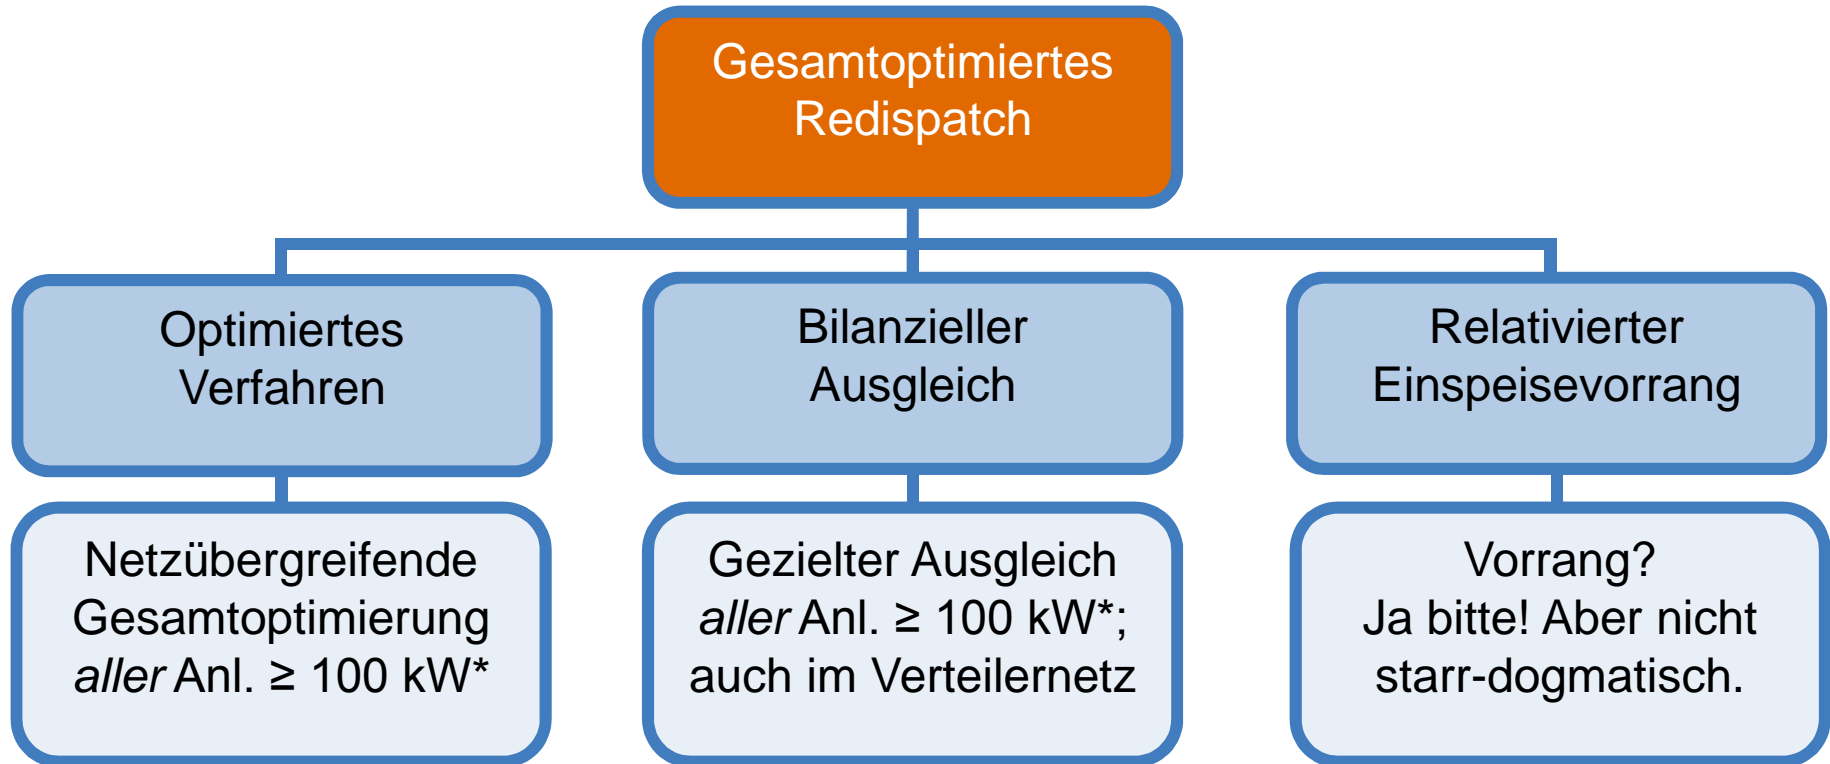 Gesamtoptimiertes
Redispatch
Optimiertes
Verfahren
Bilanzieller
Ausgleich
Relativierter
Einspeisevorrang
Netzübergreifende
Gesamtoptimierung
aller Anl. ≥ 100 kW*
Gezielter Ausgleich
aller Anl. ≥ 100 kW*;
auch im Verteilernetz
Vorrang?
Ja bitte! Aber nicht
starr-dogmatisch.